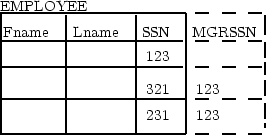 EMPLOYEE
Fname Lname SSN MGRSSN
123
321 123
231 123